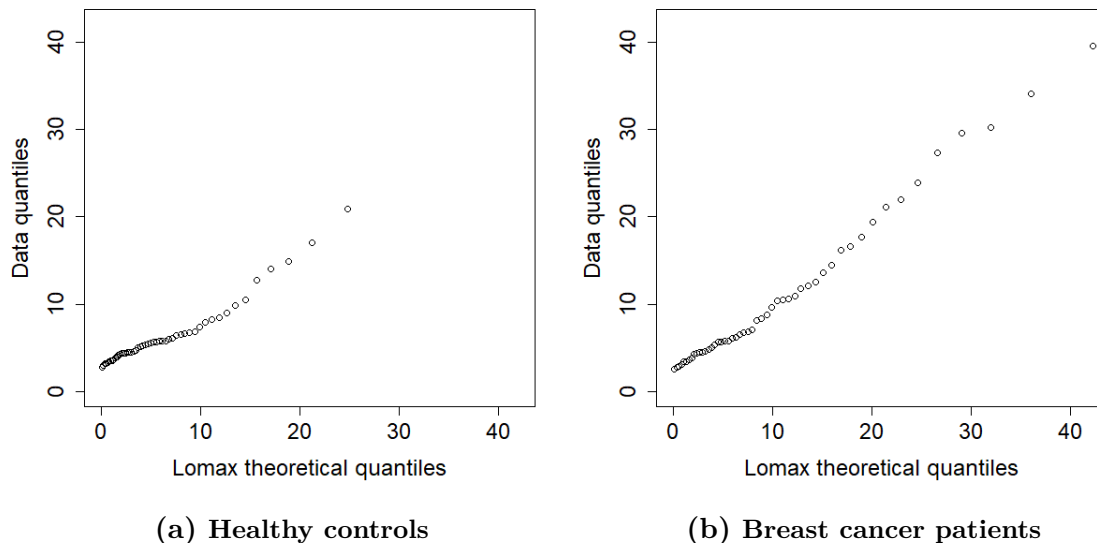 40
30
20
10
0
Data quantiles
0 10 20 30 40
Lomax theoretical quantiles
(a) Healthy controls
40
30
20
10
0
Data quantiles
0 10 20 30 40
Lomax theoretical quantiles
(b) Breast cancer patients